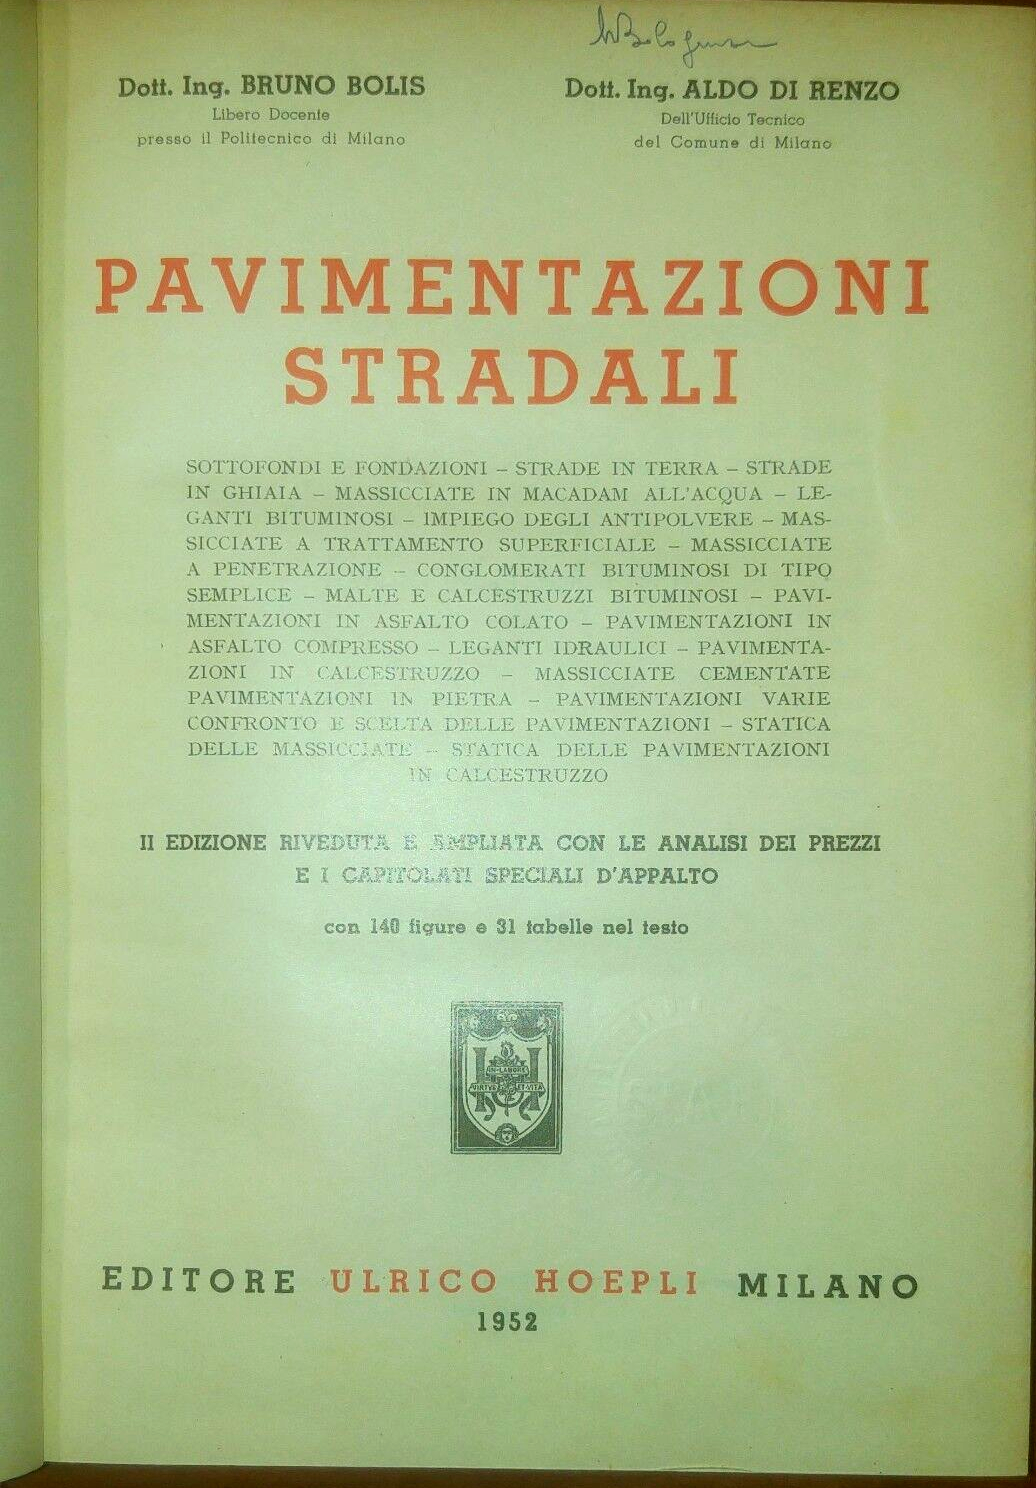 Dott. Ing. BRUNO BOLIS
Libero Docente
presso il Politecnico di Milano
Dott. Ing. ALDO DI RENZO
Dell'Ufficio Tecnico
del Comune di Milano
PAVIMENTAZIONI
STRADALI
SOTTOFONDI E FONDAZIONI – STRADE IN TERRA – STRADE
IN GHIAIA – MASSICCIATE IN MACADAM ALL'ACQUA – LE-
GANTI BITUMINOSI – IMPIEGO DEGLI ANTIPOLVERE – MAS-
SICCIATE A TRATTAMENTO SUPERFICIALE – MASSICCIATE
A PENETRAZIONE – CONGLOMERATI BITUMINOSI DI TIPO
SEMPLICE – MALTE E CALCESTRUZZI BITUMINOSI – PAVI-
MENTAZIONI IN ASFALTO COLATO – PAVIMENTAZIONI IN
ASFALTO COMPRESSO – LEGANTI IDRAULICI – PAVIMENTA-
ZIONI IN CALCESTRUZZO – MASSICCIATE CEMENTATE
PAVIMENTAZIONI IN PIETRA – PAVIMENTAZIONI VARIE
CONFRONTO E SCELTA DELLE PAVIMENTAZIONI – STATICA
DELLE MASSICCIATE – STATICA DELLE PAVIMENTAZIONI
IN CALCESTRUZZO
II EDIZIONE RIVEDUTA E AMPLIATA CON LE ANALISI DEI PREZZI
E I CAPITOLATI SPECIALI D'APPALTO
con 140 figure e 31 tabelle nel testo
IN LABORE
VIRTVS ET VITA
EDITORE ULRICO HOEPLI MILANO
1952